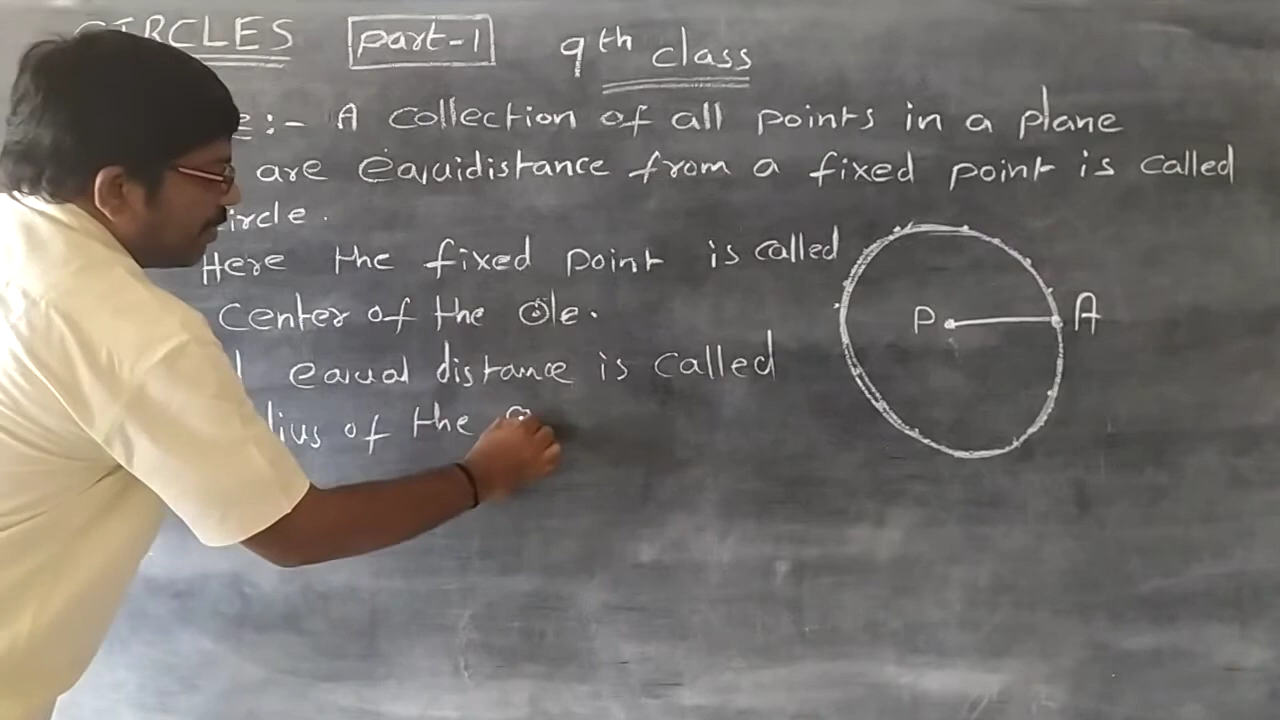 CIRCLES part-1 9th class
e:- A collection of all points in a plane
are equidistance from a fixed point is called
ircle.
Here the fixed point is called
center of the ⊙le.
equal distance is called
dius of the
P A